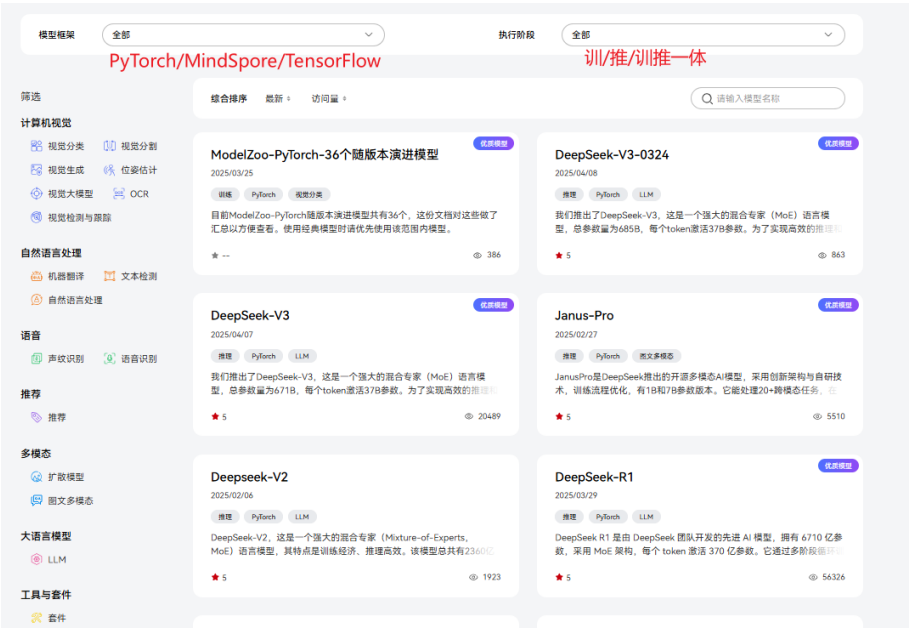 模型框架 全部 执行阶段 全部
PyTorch/MindSpore/TensorFlow 训/推/训推一体
筛选
计算机视觉
视觉分类 视觉分割
视觉生成 位姿估计
视觉大模型 OCR
视觉检测与跟踪
自然语言处理
机器翻译 文本检测
自然语言处理
语音
声纹识别 语音识别
推荐
推荐
多模态
扩散模型
图文多模态
大语言模型
LLM
工具与套件
套件
综合排序 最新 访问量 请输入模型名称
优质模型
ModelZoo-PyTorch-36个随版本演进模型
2025/03/25
训练 PyTorch 视觉分类
目前ModelZoo-PyTorch随版本演进模型共有36个，这份文档对这些做了
汇总以方便查看。使用经典模型时请优先使用该范围内模型。
-- 386
优质模型
DeepSeek-V3-0324
2025/04/08
推理 PyTorch LLM
我们推出了DeepSeek-V3，这是一个强大的混合专家（MoE）语言模
型，总参数量为685B，每个token激活37B参数。为了实现高效的推理和
5 863
优质模型
DeepSeek-V3
2025/04/07
推理 PyTorch LLM
我们推出了DeepSeek-V3，这是一个强大的混合专家（MoE）语言模
型，总参数量为671B，每个token激活37B参数。为了实现高效的推理
5 20489
优质模型
Janus-Pro
2025/02/27
推理 PyTorch 图文多模态
JanusPro是DeepSeek推出的开源多模态AI模型，采用创新架构与自研技
术，训练流程优化，有1B和7B参数版本。它能处理20+跨模态任务，在
5 5510
Deepseek-V2
2025/02/06
推理 PyTorch LLM
DeepSeek-V2，这是一个强大的混合专家（Mixture-of-Experts,
MoE）语言模型，其特点是训练经济、推理高效。该模型总共有2360亿
5 1923
优质模型
DeepSeek-R1
2025/03/29
推理 PyTorch LLM
DeepSeek R1 是由 DeepSeek 团队开发的先进 AI 模型，拥有 6710 亿参
数，采用 MoE 架构，每个 token 激活 370 亿参数。它通过多阶段循环
5 56326